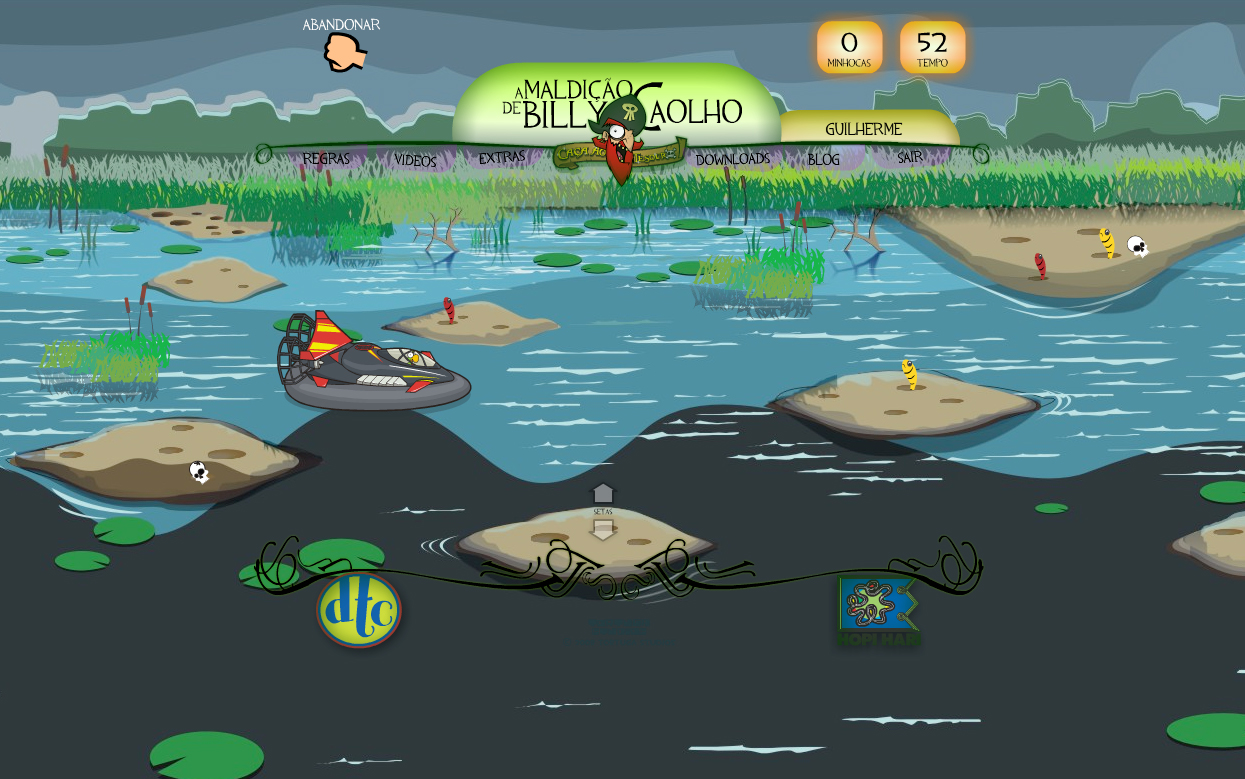 ABANDONAR
0
MINHOCAS
52
TEMPO
A MALDIÇÃO
DE BILLY CAOLHO
GUILHERME
REGRAS
VÍDEOS
EXTRAS
DOWNLOADS
BLOG
SAIR
SETAS
dtc
HOPI HARI